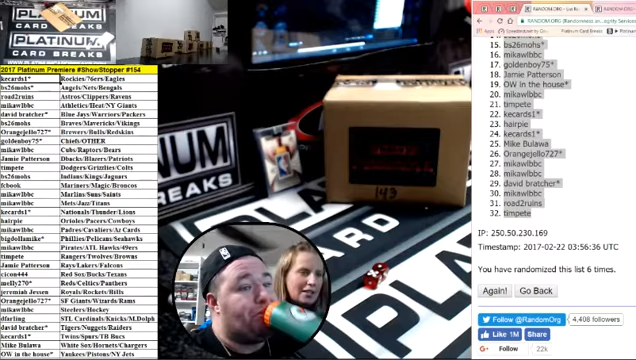 PLATINUM
CARD BREAKS
PLATINUM
CARD BREAKS
2017 Platinum Premiere #ShowStopper #154
kecards1* Rockies/76ers/Eagles
bs26mohs* Angels/Nets/Bengals
road2ruins Astros/Clippers/Ravens
mikawlbbc Athletics/Heat/NY Giants
david bratcher* Blue Jays/Warriors/Packers
bs26mohs Braves/Mavericks/Vikings
Orangejello727* Brewers/Bulls/Redskins
goldenboy75* Chiefs/OTHER
mikawlbbc Cubs/Raptors/Bears
Jamie Patterson Dbacks/Blazers/Patriots
timpete Dodgers/Grizzlies/Colts
bs26mohs Indians/Kings/Jaguars
fcbook Mariners/Magic/Broncos
mikawlbbc Marlins/Suns/Saints
mikawlbbc Mets/Jazz/Titans
kecards1* Nationals/Thunder/Lions
hairpie Orioles/Pacers/Cowboys
mikawlbbc Padres/Cavaliers/Az Cards
bigdollamike* Phillies/Pelicans/Seahawks
mikawlbbc Pirates/ATL Hawks/49ers
timpete Rangers/Twolves/Browns
Jamie Patterson Rays/Lakers/Falcons
cicon444 Red Sox/Bucks/Texans
melly270* Reds/Celtics/Panthers
jeremiah Jessen Royals/Rockets/Bills
Orangejello727* SF Giants/Wizards/Rams
mikawlbbc Steelers/Hockey
dfarling STL Cardinals/Knicks/M.Dolph
david bratcher* Tigers/Nuggets/Raiders
kecards1* Twins/Spurs/TB Bucs
Mike Bulawa White Sox/Hornets/Chargers
timpete Yankees/Pistons/NY Jets
143
15. bs26mohs*
16. mikawlbbc
17. goldenboy75*
18. Jamie Patterson
19. OW in the house*
20. mikawlbbc
21. timpete
22. kecards1*
23. hairpie
24. kecards1*
25. Mike Bulawa
26. Orangejello727*
27. mikawlbbc
28. mikawlbbc
29. david bratcher*
30. mikawlbbc
31. road2ruins
32. timpete
IP: 250.50.230.169
Timestamp: 2017-02-22 03:56:36 UTC
You have randomized this list 6 times.
Again! Go Back
Follow @RandomOrg 4,408 followers
Like 1M Share
Follow 22k